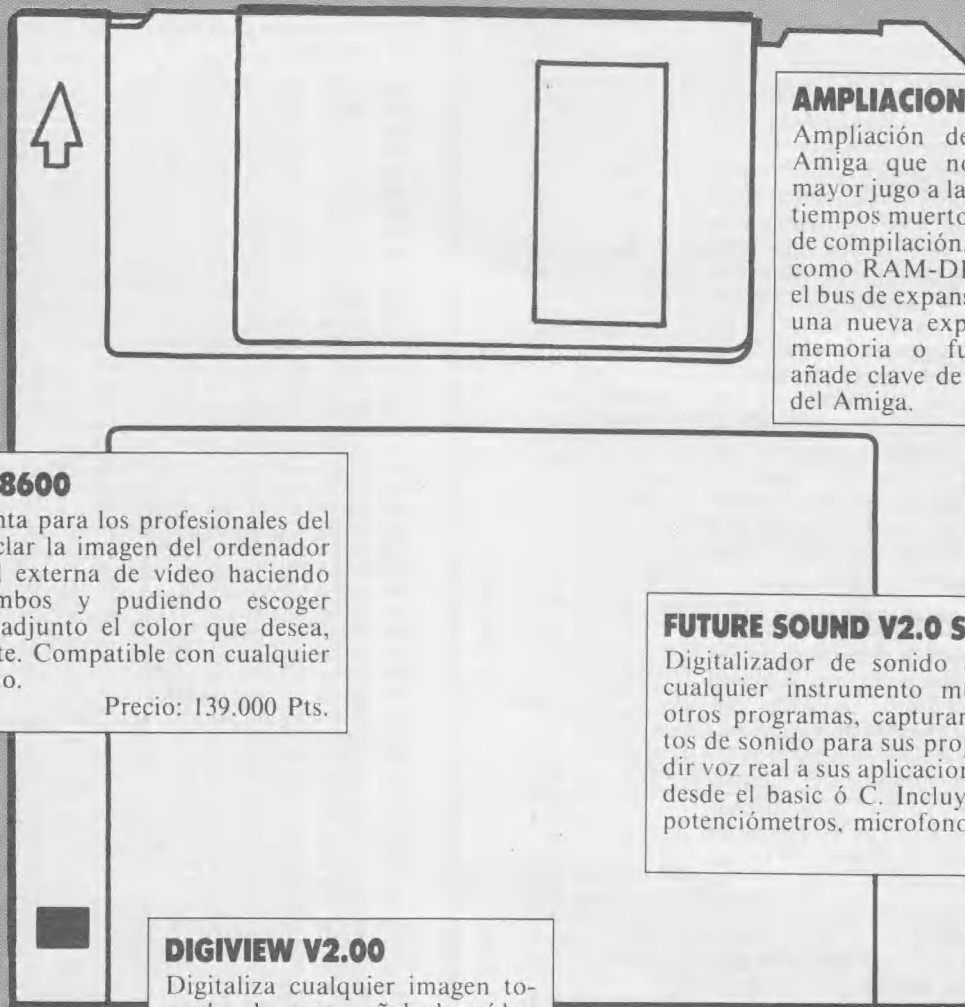 AMPLIACION
Ampliación de
Amiga que no
mayor jugo a la
tiempos muerto
de compilación
como RAM-DI
el bus de expans
una nueva exp
memoria o fu
añade clave de
del Amiga.
8600
nta para los profesionales del
clar la imagen del ordenador
l externa de vídeo haciendo
mbos y pudiendo escoger
adjunto el color que desea,
te. Compatible con cualquier
o.
Precio: 139.000 Pts.
FUTURE SOUND V2.0 S
Digitalizador de sonido
cualquier instrumento mu
otros programas, capturar
tos de sonido para sus pro
dir voz real a sus aplicacion
desde el basic ó C. Incluy
potenciómetros, microfono
DIGIVIEW V2.00
Digitaliza cualquier imagen to-